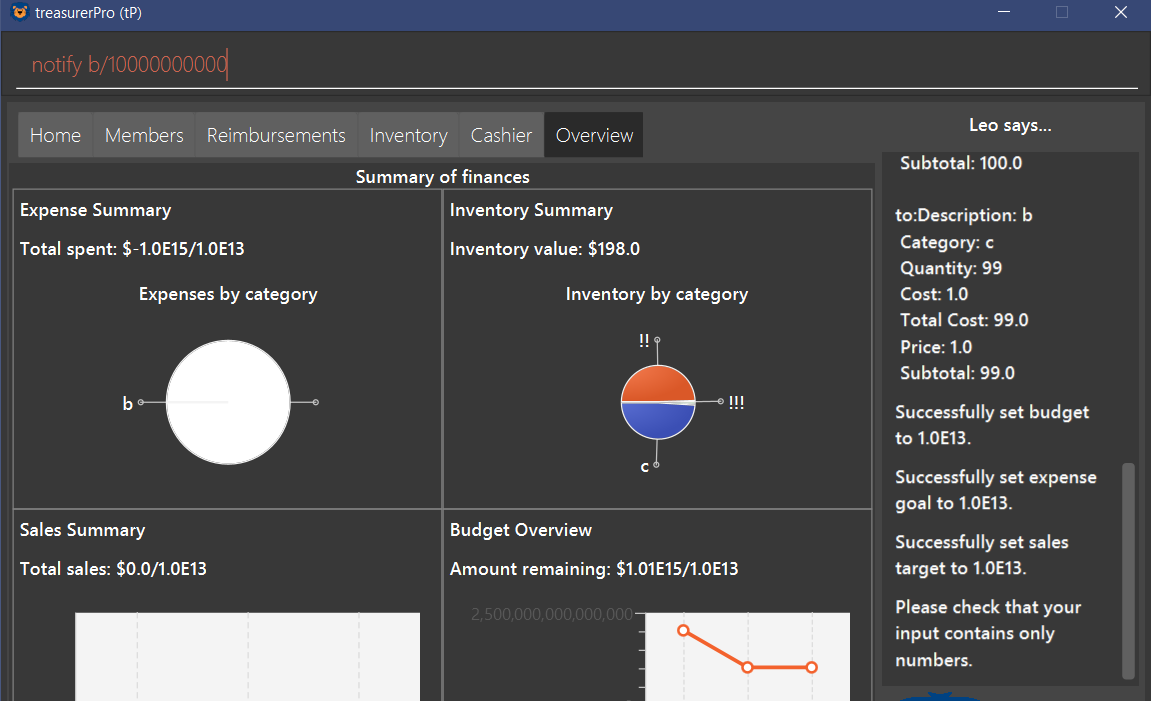 treasurerPro (tP)
notify b/10000000000
Home
Members
Reimbursements
Inventory
Cashier
Overview
Summary of finances
Expense Summary
Total spent: $-1.0E15/1.0E13
Expenses by category
b
Inventory Summary
Inventory value: $198.0
Inventory by category
!!
!!!
c
Sales Summary
Total sales: $0.0/1.0E13
Budget Overview
Amount remaining: $1.01E15/1.0E13
2,500,000,000,000,000
Leo says...
Subtotal: 100.0
to:Description: b
Category: c
Quantity: 99
Cost: 1.0
Total Cost: 99.0
Price: 1.0
Subtotal: 99.0
Successfully set budget
to 1.0E13.
Successfully set expense
goal to 1.0E13.
Successfully set sales
target to 1.0E13.
Please check that your
input contains only
numbers.